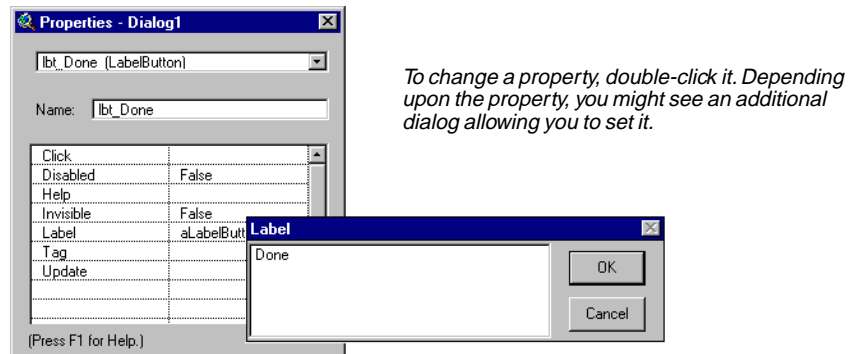 Properties - Dialog1
lbt_Done (LabelButton)
To change a property, double-click it. Depending
upon the property, you might see an additional
dialog allowing you to set it.
Name: lbt_Done
Click
Disabled False
Help
Invisible False
Label aLabelButt
Tag
Update
(Press F1 for Help.)
Label
Done
OK
Cancel